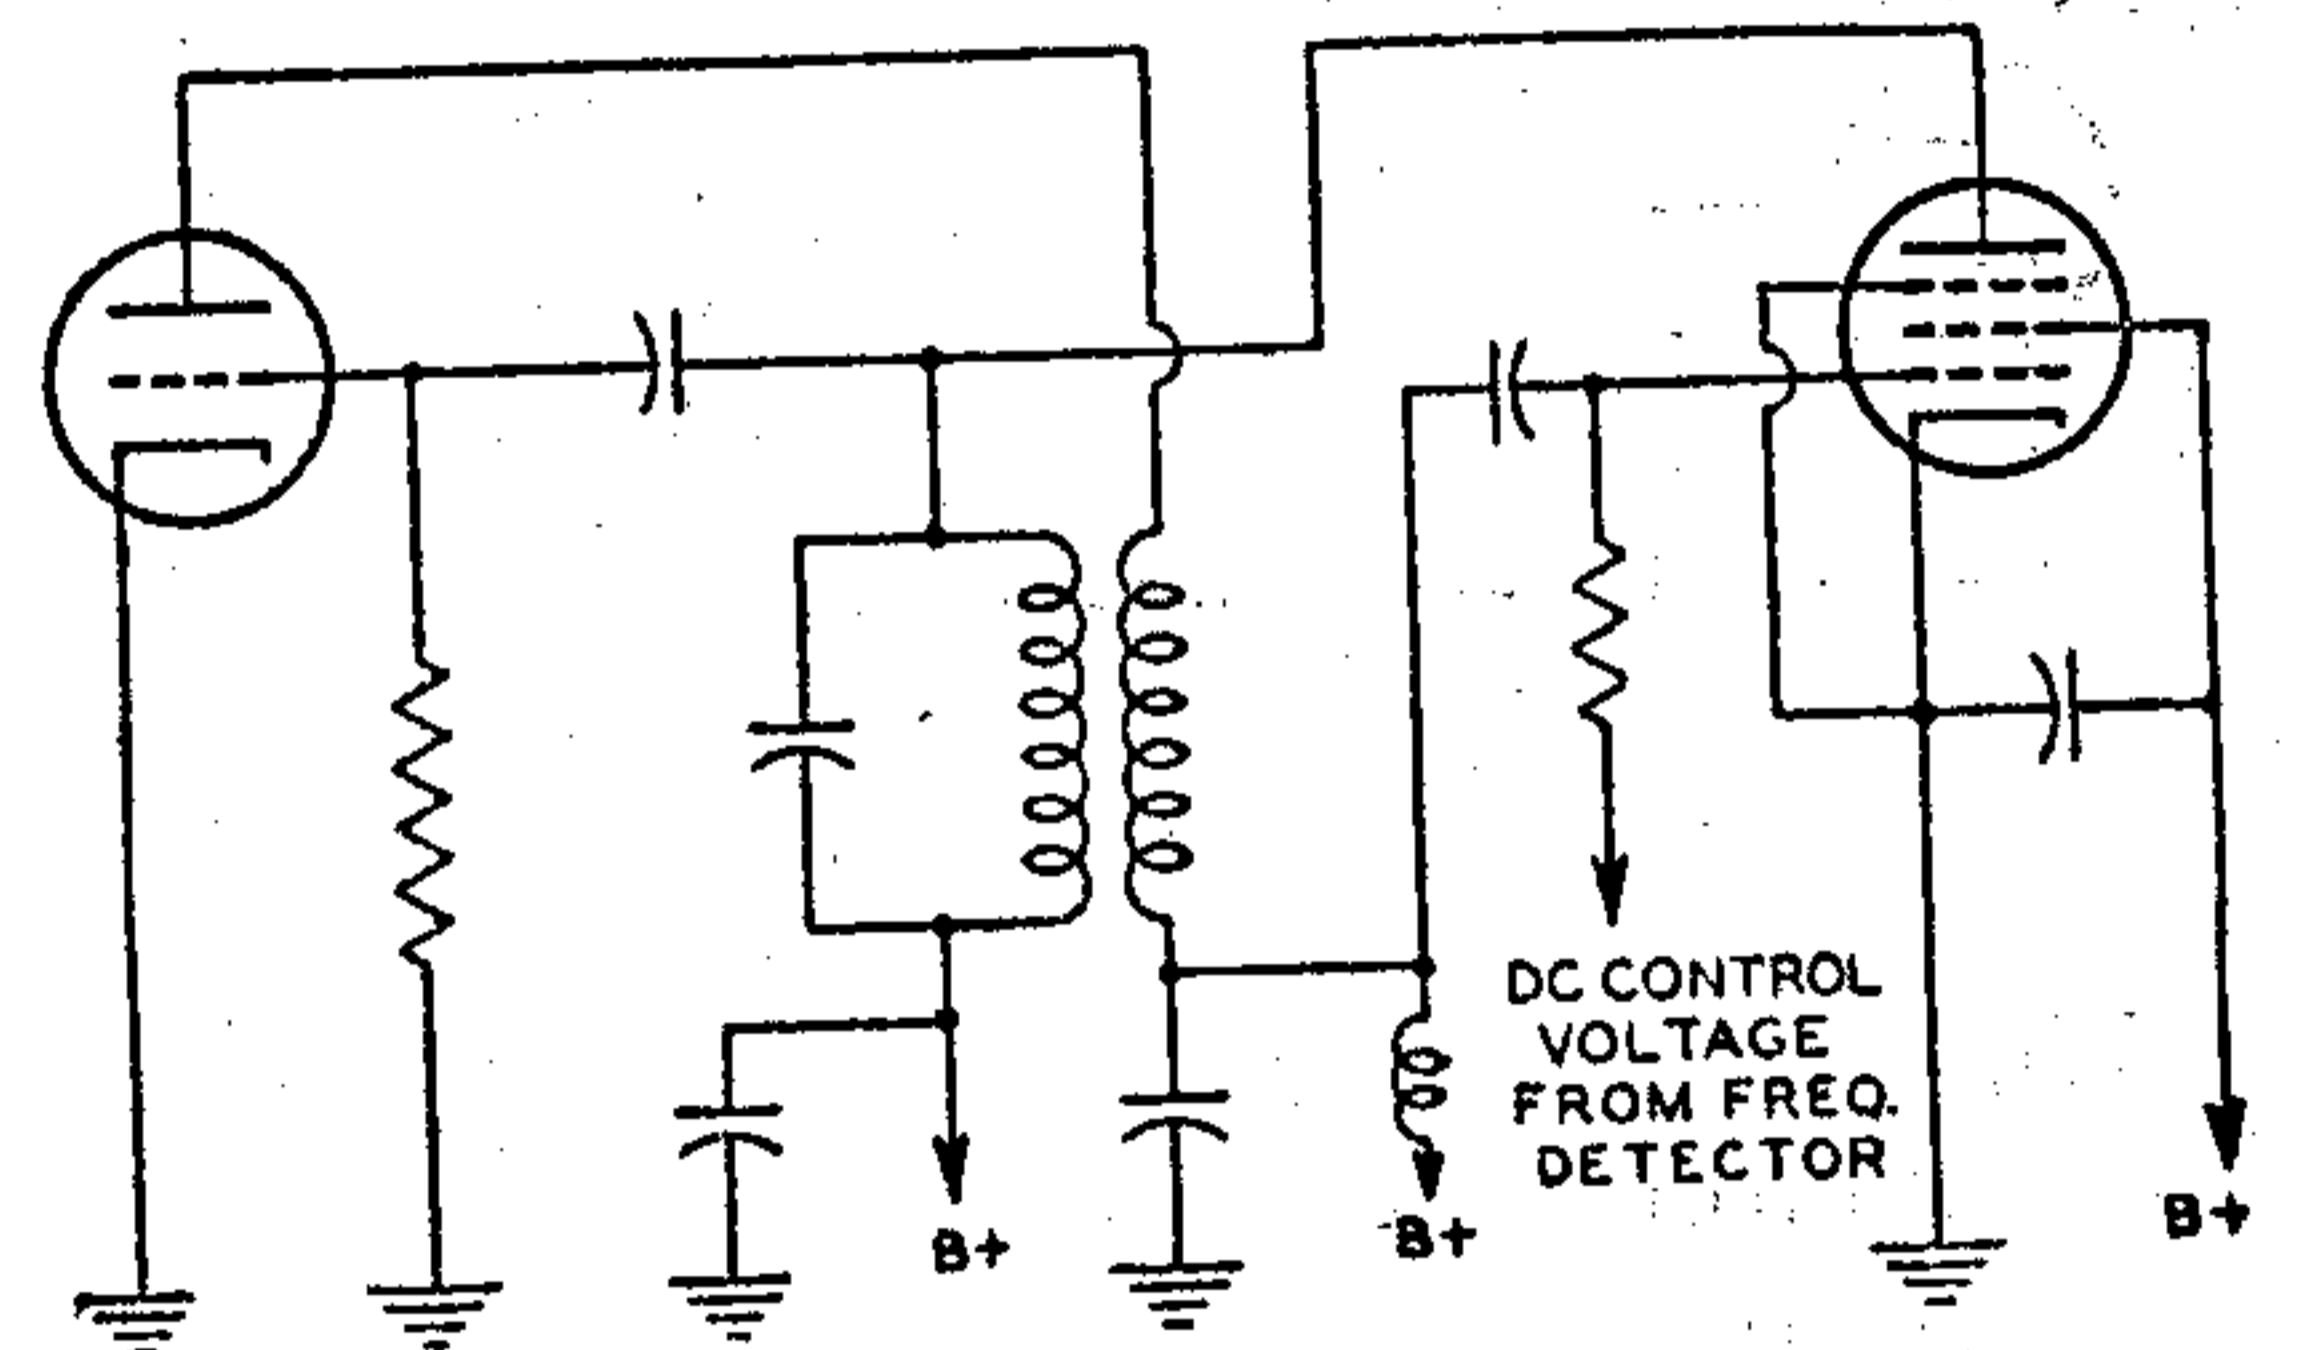 DC CONTROL
VOLTAGE
FROM FREQ.
DETECTOR
B+
B+
B+